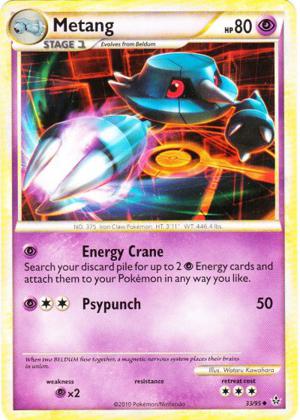 Metang
HP 80
STAGE 1
Evolves from Beldum
NO. 375 Iron Claw Pokémon HT: 3'11" WT: 446.4 lbs.
Energy Crane
Search your discard pile for up to 2 Energy cards and
attach them to your Pokémon in any way you like.
Psypunch 50
When two BELDUM fuse together, a magnetic nervous system places their brains
in
Illus. Wataru Kawahara
weakness resistance retreat cost
×2
33/95
©2010 Pokémon/Nintendo